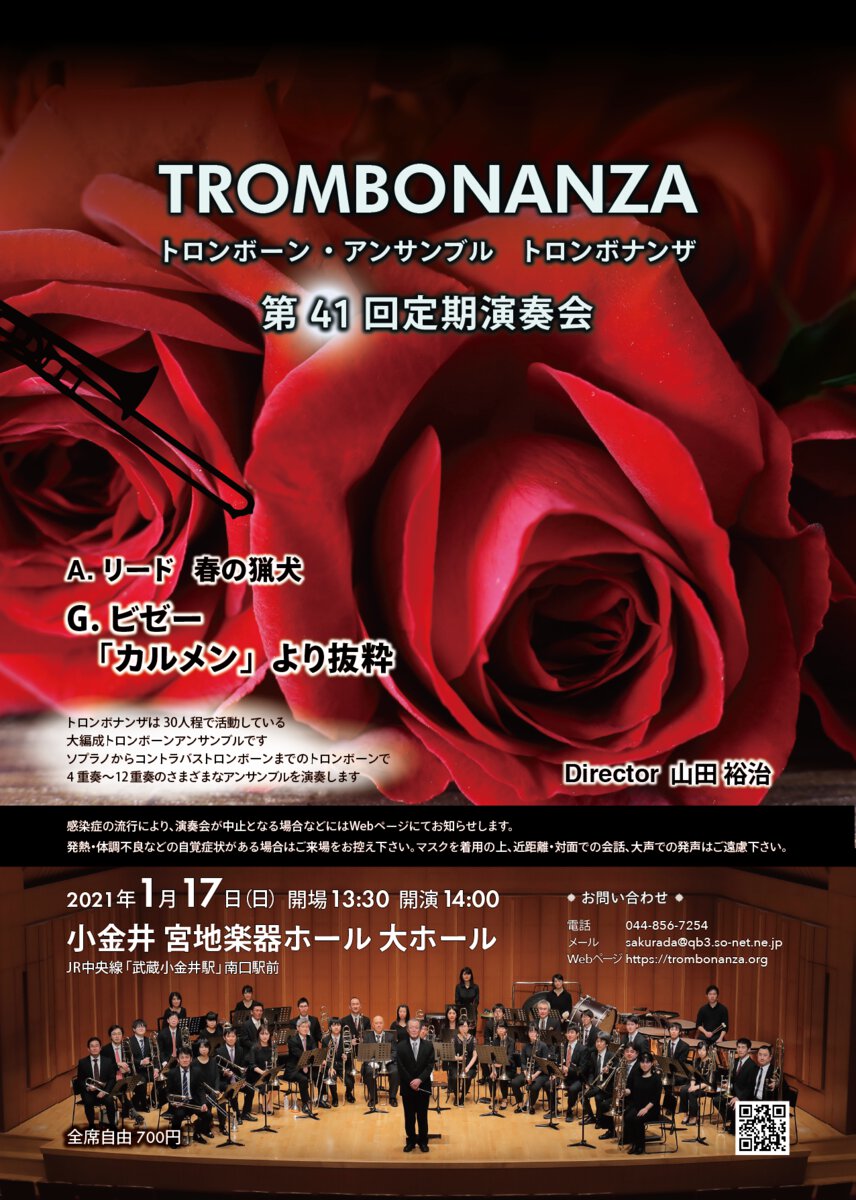 TROMBONANZA
トロンボーン・アンサンブル　トロンボナンザ
第 41 回定期演奏会
A. リード 春の猟犬
G. ビゼー
「カルメン」より抜粋
トロンボナンザは 30人程で活動している
大編成トロンボーンアンサンブルです
ソプラノからコントラバストロンボーンまでのトロンボーンで
4 重奏～12重奏のさまざまなアンサンブルを演奏します
Director 山田 裕治
感染症の流行により、演奏会が中止となる場合などにはWebページにてお知らせします。
発熱・体調不良などの自覚症状がある場合はご来場をお控え下さい。マスクを着用の上、近距離・対面での会話、大声での発声はご遠慮下さい。
2021年 1月 17日（日） 開場 13:30 開演 14:00
小金井 宮地楽器ホール 大ホール
JR中央線「武蔵小金井駅」南口駅前
お問い合わせ
電話 044-856-7254
メール sakurada@qb3.so-net.ne.jp
Webページ https://trombonanza.org
全席自由 700円